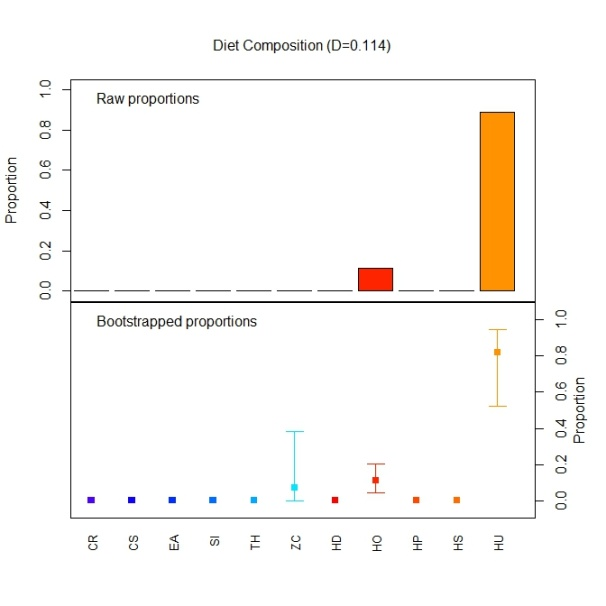 Diet Composition (D=0.114)
Raw proportions
Proportion
1.0
0.8
0.6
0.4
0.2
0.0
Bootstrapped proportions
1.0
0.8
0.6
0.4
0.2
0.0
Proportion
CR CS EA SI TH ZC HD HO HP HS HU